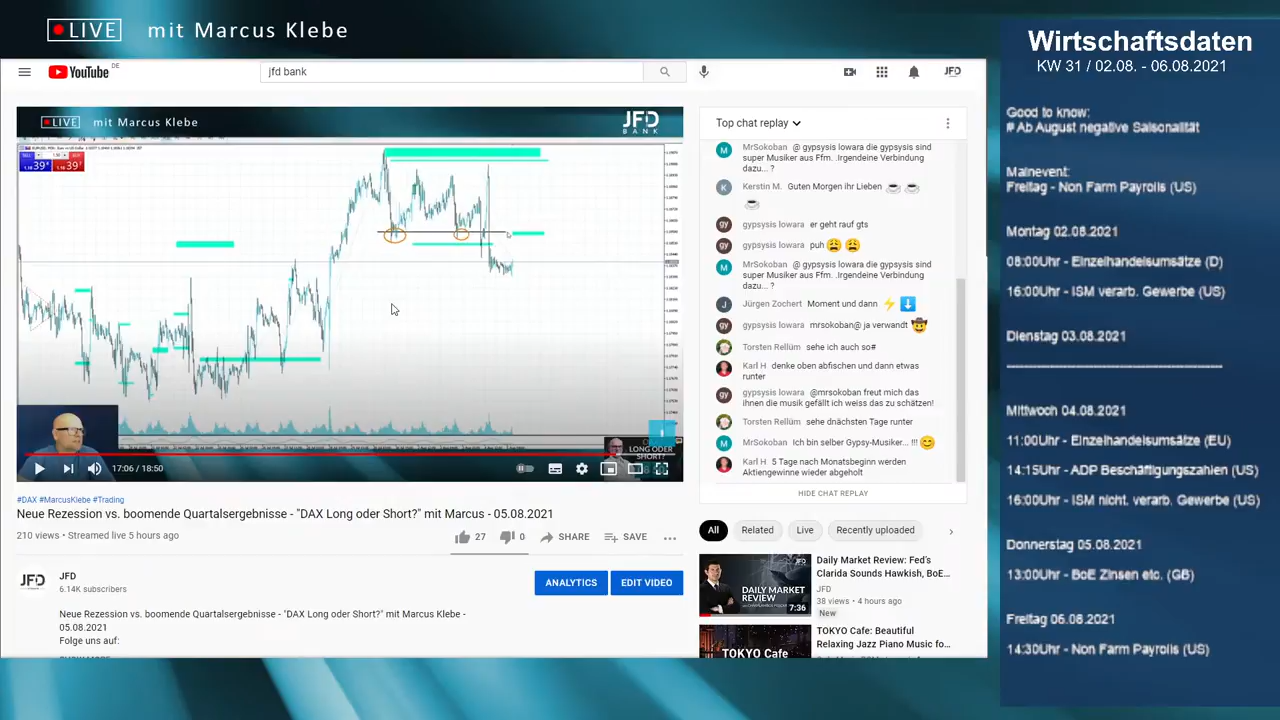 LIVE mit Marcus Klebe
YouTube DE
jfd bank
JFD
LIVE mit Marcus Klebe
JFD
BANK
SELL
BUY
39
39
LONG ODER
SHORT?
17:06 / 18:50
#DAX #MarcusKlebe #Trading
Neue Rezession vs. boomende Quartalsergebnisse - "DAX Long oder Short?" mit Marcus - 05.08.2021
210 views • Streamed live 5 hours ago
27
0
SHARE
SAVE
JFD
JFD
6.14K subscribers
ANALYTICS
EDIT VIDEO
Neue Rezession vs. boomende Quartalsergebnisse - "DAX Long oder Short?" mit Marcus Klebe -
05.08.2021
Folge uns auf:
Top chat replay
M MrSokoban @ gypsysis lowara die gypsysis sind
super Musiker aus Ffm. .Irgendeine Verbindung
dazu... ?
K Kerstin M. Guten Morgen ihr Lieben ☕ ☕
☕
gy gypsysis lowara er geht rauf gts
gy gypsysis lowara puh 😩 😩
M MrSokoban @ gypsysis lowara die gypsysis sind
super Musiker aus Ffm. .Irgendeine Verbindung
dazu... ?
J Jürgen Zochert Moment und dann ⚡ ⬇️
gy gypsysis lowara mrsokoban@ ja verwandt 🤠
Torsten Rellüm sehe ich auch so#
Karl H denke oben abfischen und dann etwas
runter
gy gypsysis lowara @mrsokoban freut mich das
ihnen die musik gefällt ich weiss das zu schätzen!
Torsten Rellüm sehe dnächsten Tage runter
M MrSokoban Ich bin selber Gypsy-Musiker... !!! 😊
Karl H 5 Tage nach Monatsbeginn werden
Aktiengewinne wieder abgeholt
HIDE CHAT REPLAY
All
Related
Live
Recently uploaded
JFD
DAILY MARKET
REVIEW
7:36
Daily Market Review: Fed's
Clarida Sounds Hawkish, BoE...
JFD
38 views • 4 hours ago
New
TOKYO Cafe
TOKYO Cafe: Beautiful
Relaxing Jazz Piano Music fo...
Wirtschaftsdaten
KW 31 / 02.08. - 06.08.2021
Good to know:
# Ab August negative Saisonalität
Mainevent:
Freitag - Non Farm Payrolls (US)
Montag 02.08.2021
08:00Uhr - Einzelhandelsumsätze (D)
16:00Uhr - ISM verarb. Gewerbe (US)
Dienstag 03.08.2021
Mittwoch 04.08.2021
11:00Uhr - Einzelhandelsumsätze (EU)
14:15Uhr - ADP Beschäftigungszahlen (US)
16:00Uhr - ISM nicht. verarb. Gewerbe (US)
Donnerstag 05.08.2021
13:00Uhr - BoE Zinsen etc. (GB)
Freitag 06.08.2021
14:30Uhr - Non Farm Payrolls (US)